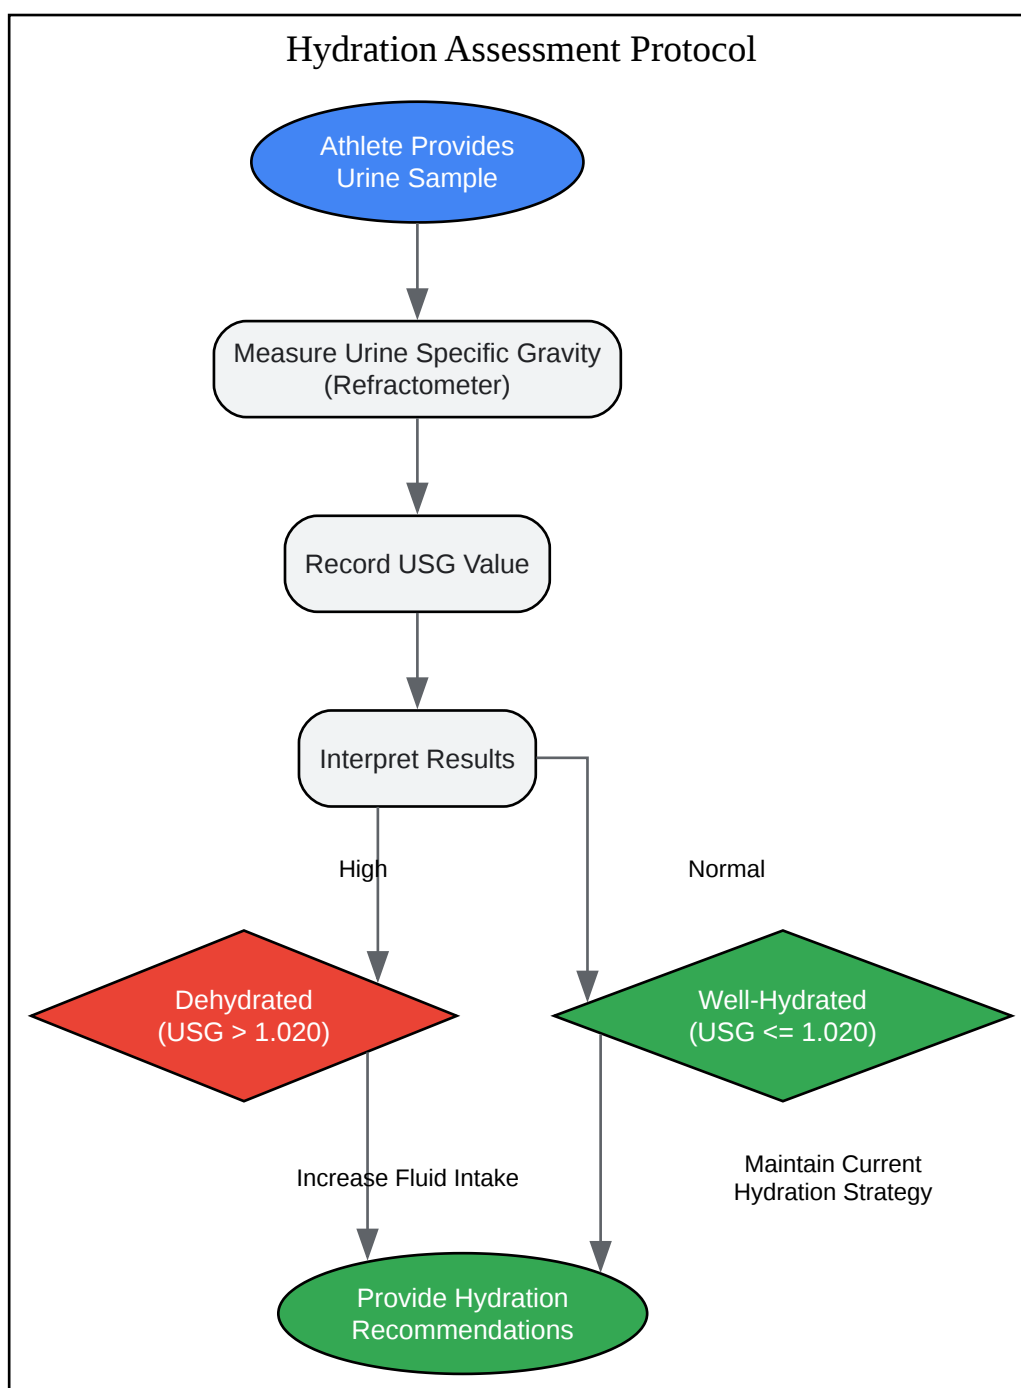 Hydration Assessment Protocol
Athlete Provides
Urine Sample
Measure Urine Specific Gravity
(Refractometer)
Record USG Value
Interpret Results
High
Normal
Dehydrated
(USG > 1.020)
Well-Hydrated
(USG <= 1.020)
Increase Fluid Intake
Maintain Current
Hydration Strategy
Provide Hydration
Recommendations